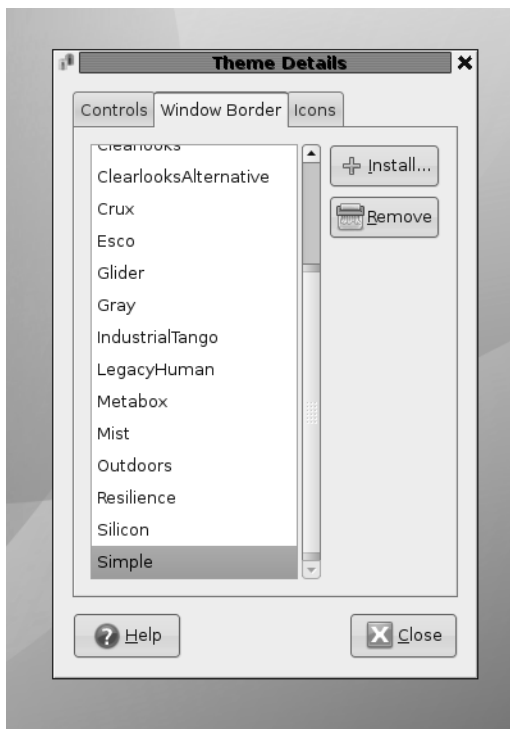 Theme Details
Controls
Window Border
Icons
Clearlooks
ClearlooksAlternative
Crux
Esco
Glider
Gray
IndustrialTango
LegacyHuman
Metabox
Mist
Outdoors
Resilience
Silicon
Simple
Install...
Remove
Help
Close